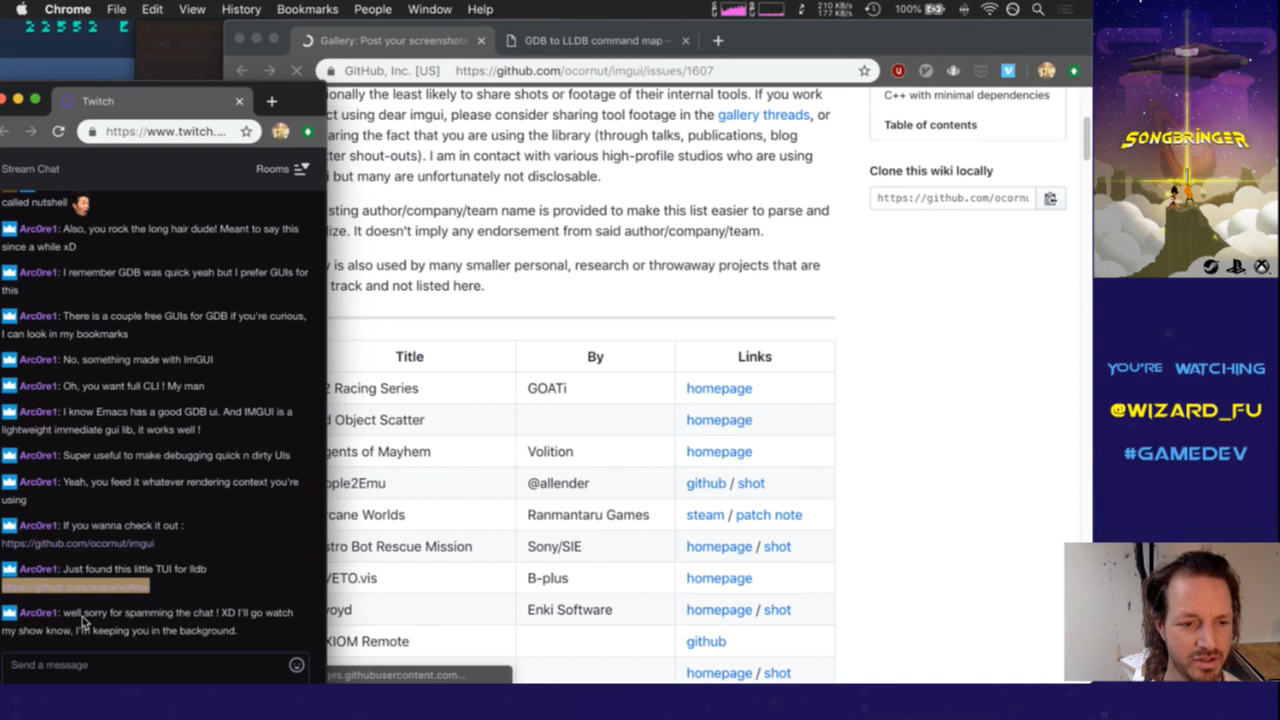 Chrome File Edit View History Bookmarks People Window Help 210 KB/s 177 KB/s 100%
22552 E
Gallery: Post your screenshots
GDB to LLDB command map —
GitHub, Inc. [US] https://github.com/ocornut/imgui/issues/1607
Twitch
https://www.twitch....
Stream Chat
Rooms
called nutshell
Arc0re1: Also, you rock the long hair dude! Meant to say this
since a while xD
Arc0re1: I remember GDB was quick yeah but I prefer GUIs for
this
Arc0re1: There is a couple free GUIs for GDB if you're curious,
I can look in my bookmarks
Arc0re1: No, something made with ImGUI
Arc0re1: Oh, you want full CLI ! My man
Arc0re1: I know Emacs has a good GDB ui. And IMGUI is a
lightweight immediate gui lib, it works well !
Arc0re1: Super useful to make debugging quick n dirty UIs
Arc0re1: Yeah, you feed it whatever rendering context you're
using
Arc0re1: If you wanna check it out :
https://github.com/ocornut/imgui
Arc0re1: Just found this little TUI for lldb
Arc0re1: well sorry for spamming the chat ! XD I'll go watch
my show know, I'm keeping you in the background.
Send a message
ionally the least likely to share shots or footage of their internal tools. If you work
ct using dear imgui, please consider sharing tool footage in the gallery threads, or
aring the fact that you are using the library (through talks, publications, blog
tter shout-outs). I am in contact with various high-profile studios who are using
i but many are unfortunately not disclosable.
sting author/company/team name is provided to make this list easier to parse and
lize. It doesn't imply any endorsement from said author/company/team.
y is also used by many smaller personal, research or throwaway projects that are
track and not listed here.
Title By Links
2 Racing Series GOATi homepage
d Object Scatter homepage
gents of Mayhem Volition homepage
pple2Emu @allender github / shot
rcane Worlds Ranmantaru Games steam / patch note
stro Bot Rescue Mission Sony/SIE homepage / shot
VETO.vis B-plus homepage
voyd Enki Software homepage / shot
XIOM Remote github
homepage / shot
ges.githubusercontent.com...
C++ with minimal dependencies
Table of contents
Clone this wiki locally
https://github.com/ocornu
SONGBRINGER
YOU'RE WATCHING
@WIZARD_FU
#GAMEDEV